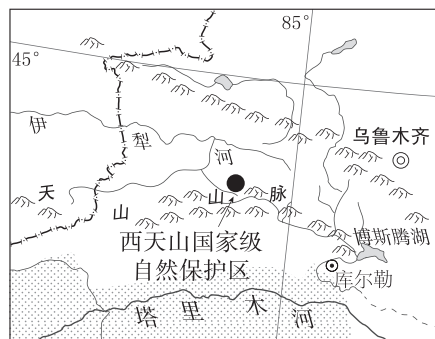 85°
45°
乌鲁木齐
伊犁河
天山山脉
博斯腾湖
西天山国家级
自然保护区
库尔勒
塔里木河